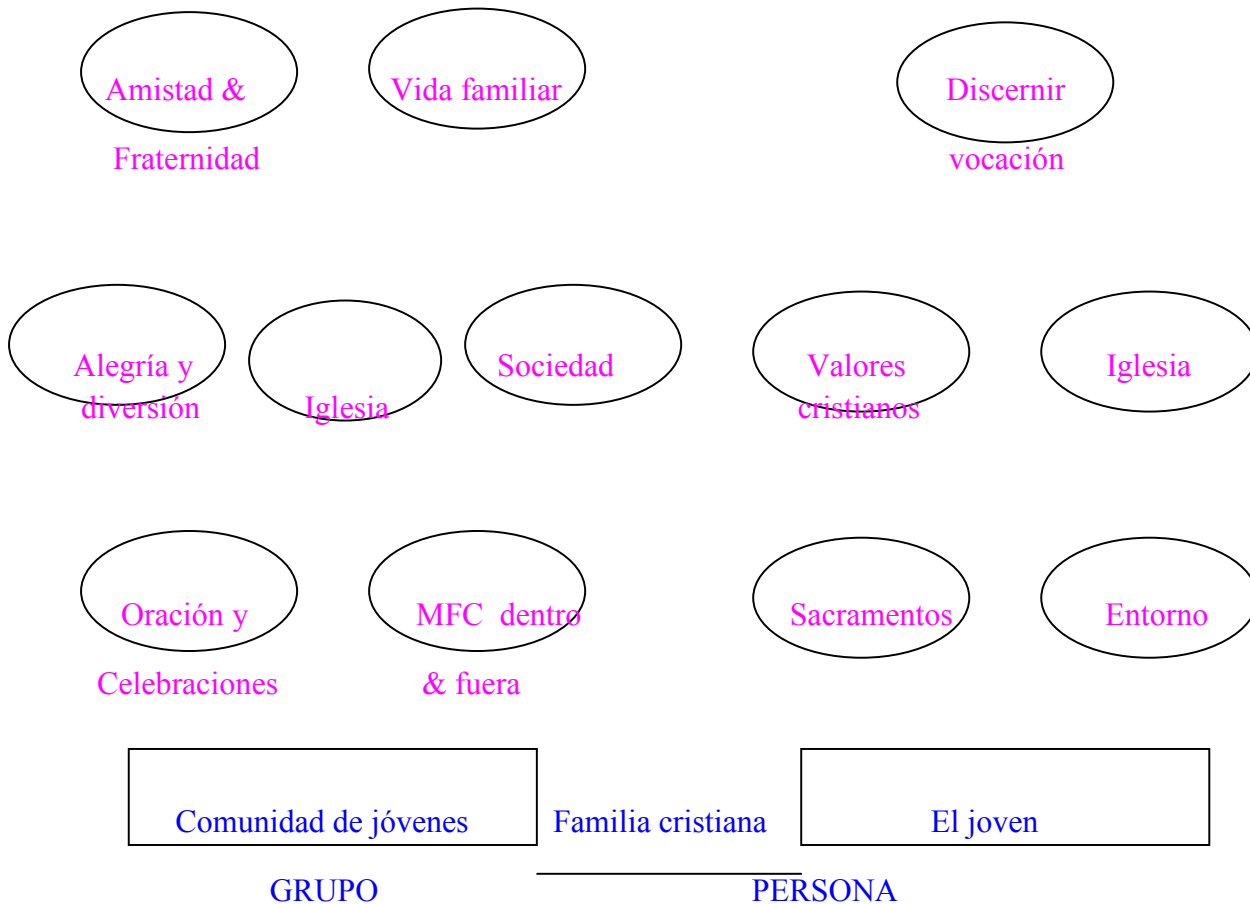 Amistad & Vida familiar Discernir
Fraternidad vocación
Alegría y Sociedad Valores Iglesia
diversión Iglesia cristianos
Oración y MFC dentro Sacramentos Entorno
Celebraciones & fuera
Comunidad de jóvenes Familia cristiana El joven
GRUPO PERSONA